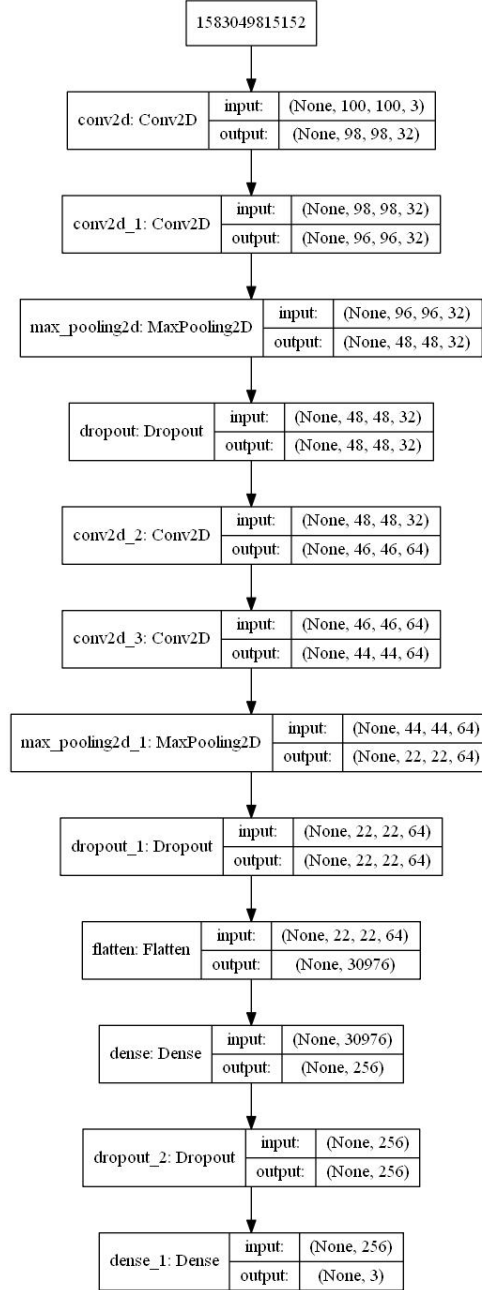 1583049815152
conv2d: Conv2D input: (None, 100, 100, 3)
output: (None, 98, 98, 32)
conv2d_1: Conv2D input: (None, 98, 98, 32)
output: (None, 96, 96, 32)
max_pooling2d: MaxPooling2D input: (None, 96, 96, 32)
output: (None, 48, 48, 32)
dropout: Dropout input: (None, 48, 48, 32)
output: (None, 48, 48, 32)
conv2d_2: Conv2D input: (None, 48, 48, 32)
output: (None, 46, 46, 64)
conv2d_3: Conv2D input: (None, 46, 46, 64)
output: (None, 44, 44, 64)
max_pooling2d_1: MaxPooling2D input: (None, 44, 44, 64)
output: (None, 22, 22, 64)
dropout_1: Dropout input: (None, 22, 22, 64)
output: (None, 22, 22, 64)
flatten: Flatten input: (None, 22, 22, 64)
output: (None, 30976)
dense: Dense input: (None, 30976)
output: (None, 256)
dropout_2: Dropout input: (None, 256)
output: (None, 256)
dense_1: Dense input: (None, 256)
output: (None, 3)